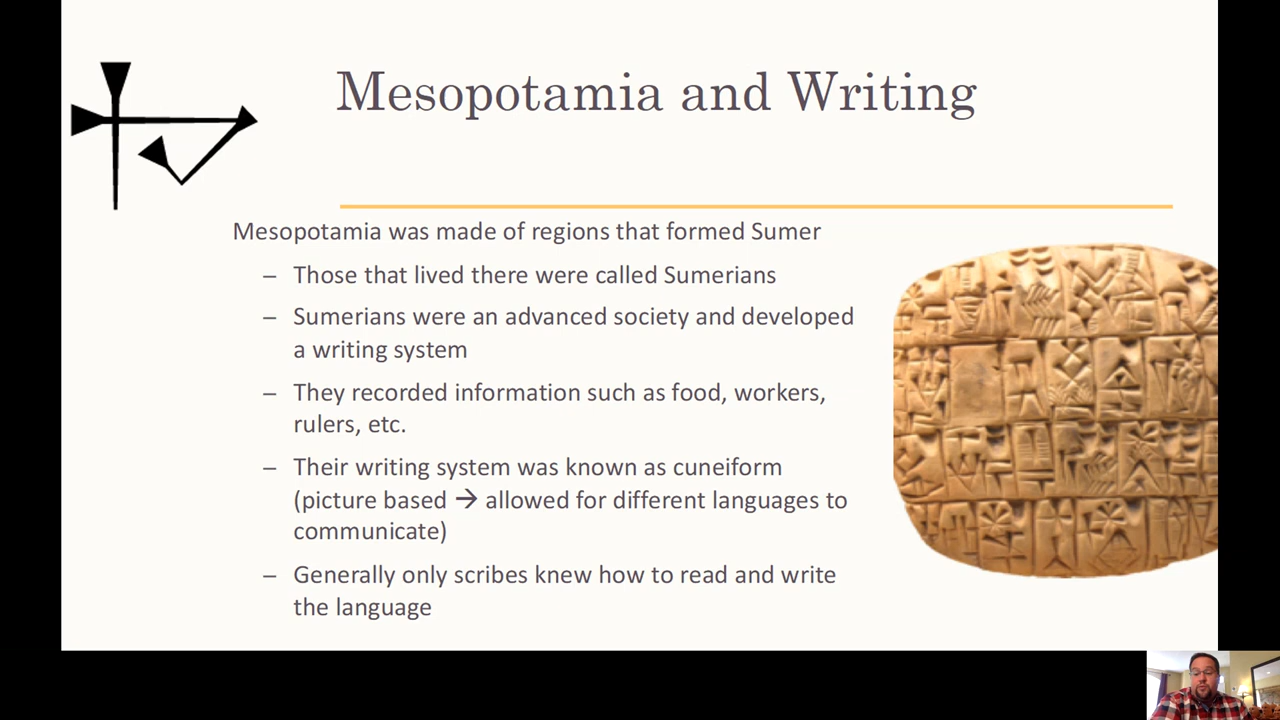 Mesopotamia and Writing
Mesopotamia was made of regions that formed Sumer
– Those that lived there were called Sumerians
– Sumerians were an advanced society and developed
a writing system
– They recorded information such as food, workers,
rulers, etc.
– Their writing system was known as cuneiform
(picture based → allowed for different languages to
communicate)
– Generally only scribes knew how to read and write
the language